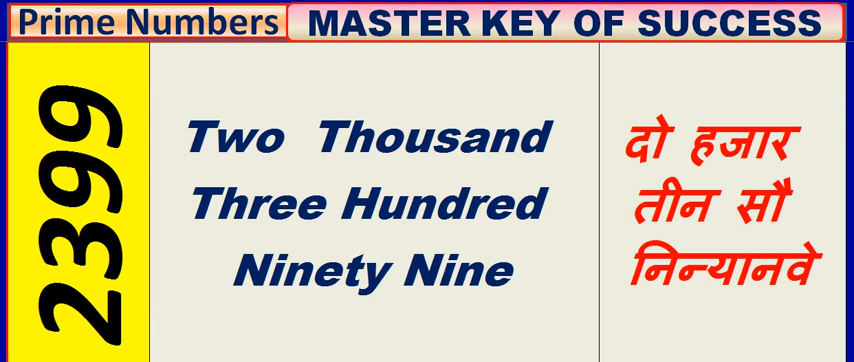 Prime Numbers
MASTER KEY OF SUCCESS
2399
Two Thousand
Three Hundred
Ninety Nine
दो हजार
तीन सौ
निन्यानवे